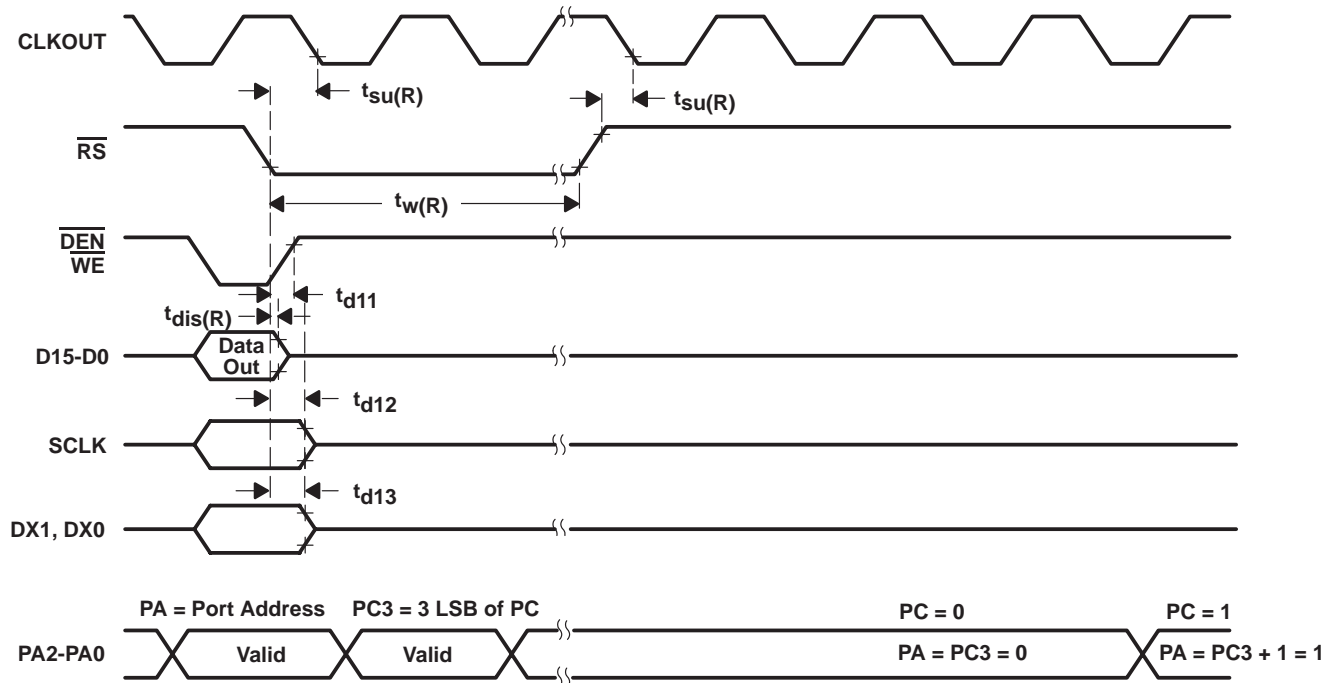 CLKOUT
tsu(R)
tsu(R)
RS
tw(R)
DEN
WE
td11
tdis(R)
D15-D0
Data
Out
td12
SCLK
td13
DX1, DX0
PA = Port Address PC3 = 3 LSB of PC PC = 0 PC = 1
PA2-PA0 Valid Valid PA = PC3 = 0 PA = PC3 + 1 = 1